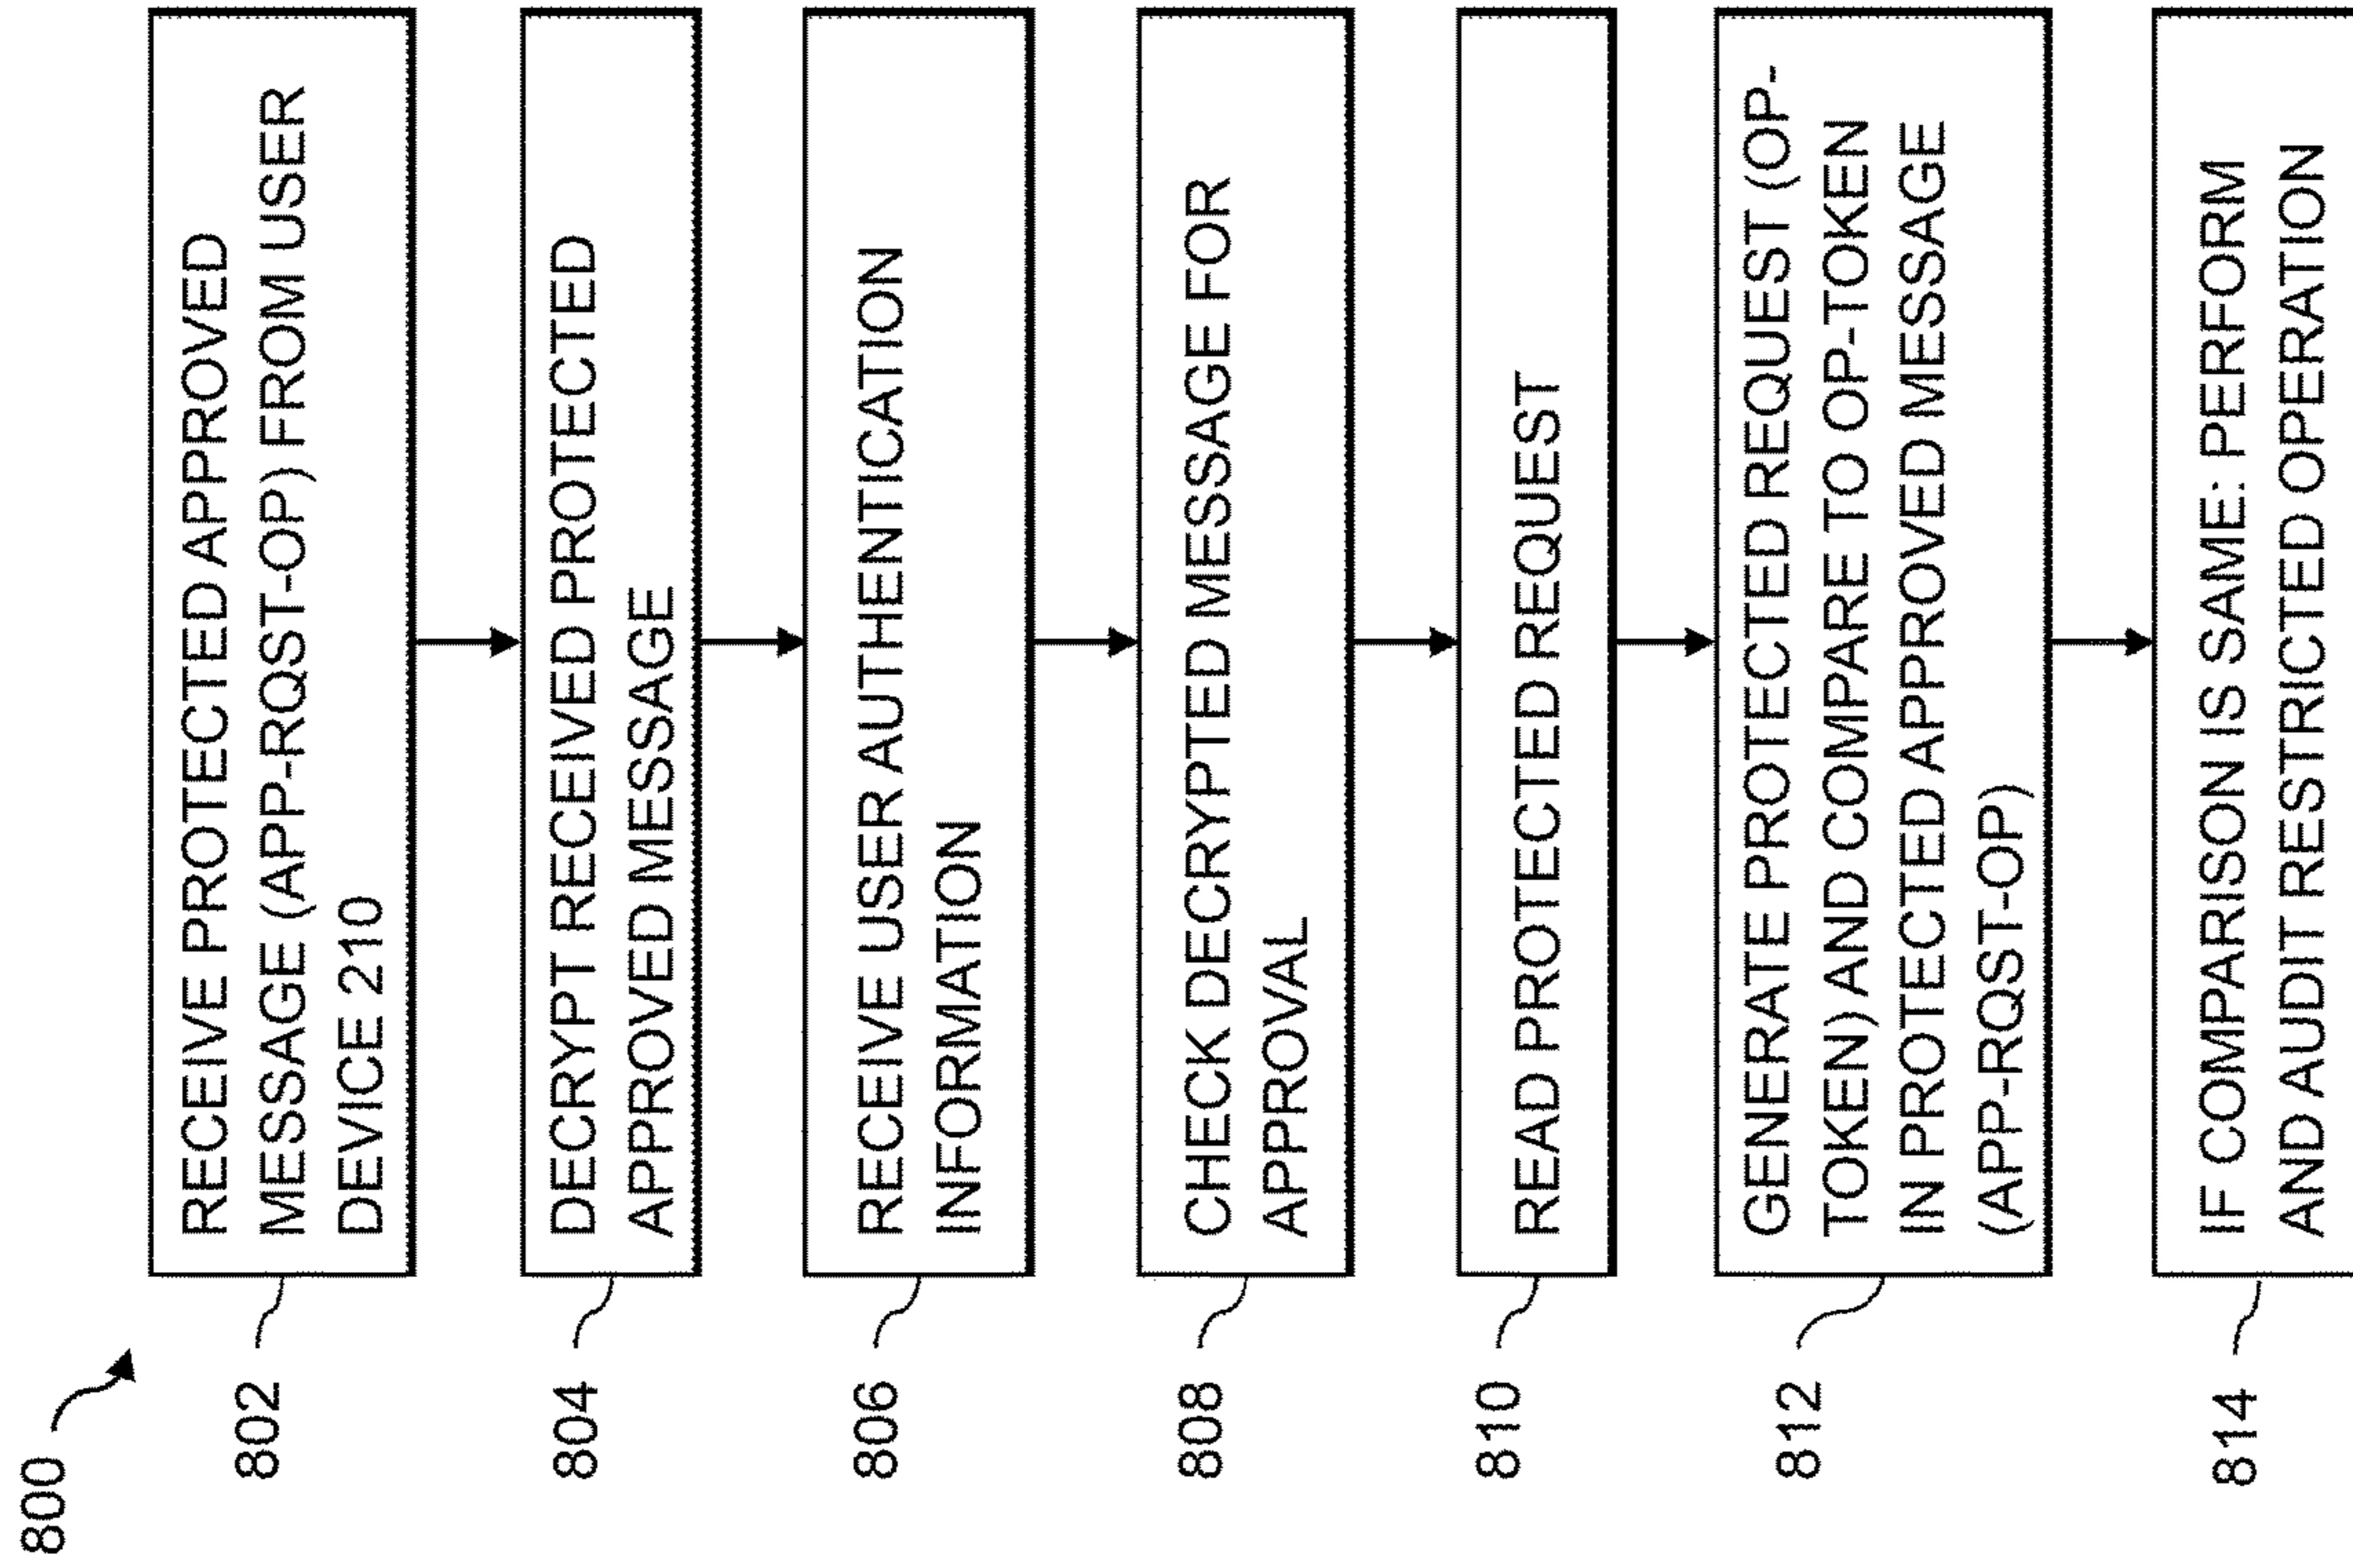 800
802
RECEIVE PROTECTED APPROVED
MESSAGE (APP-RQST-OP) FROM USER
DEVICE 210
804
DECRYPT RECEIVED PROTECTED
APPROVED MESSAGE
806
RECEIVE USER AUTHENTICATION
INFORMATION
808
CHECK DECRYPTED MESSAGE FOR
APPROVAL
810
READ PROTECTED REQUEST
812
GENERATE PROTECTED REQUEST (OP-
TOKEN) AND COMPARE TO OP-TOKEN
IN PROTECTED APPROVED MESSAGE
(APP-RQST-OP)
814
IF COMPARISON IS SAME: PERFORM
AND AUDIT RESTRICTED OPERATION